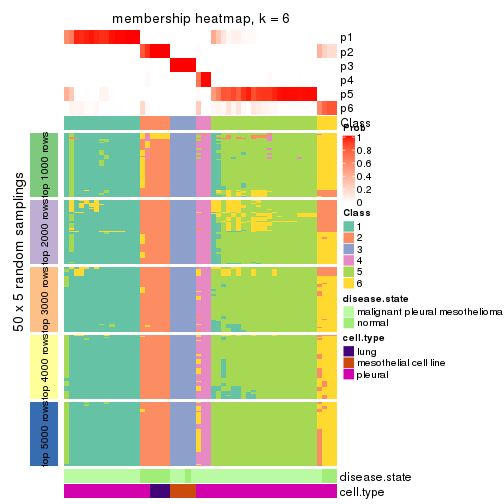 membership heatmap, k = 6
p1
p2
p3
p4
p5
p6
Class
50 x 5 random samplings
top 1000 rows
top 2000 rows
top 3000 rows
top 4000 rows
top 5000 rows
Prob
1
0.8
0.6
0.4
0.2
0
Class
1
2
3
4
5
6
disease.state
malignant pleural mesothelioma
normal
cell.type
lung
mesothelial cell line
pleural
disease.state
cell.type